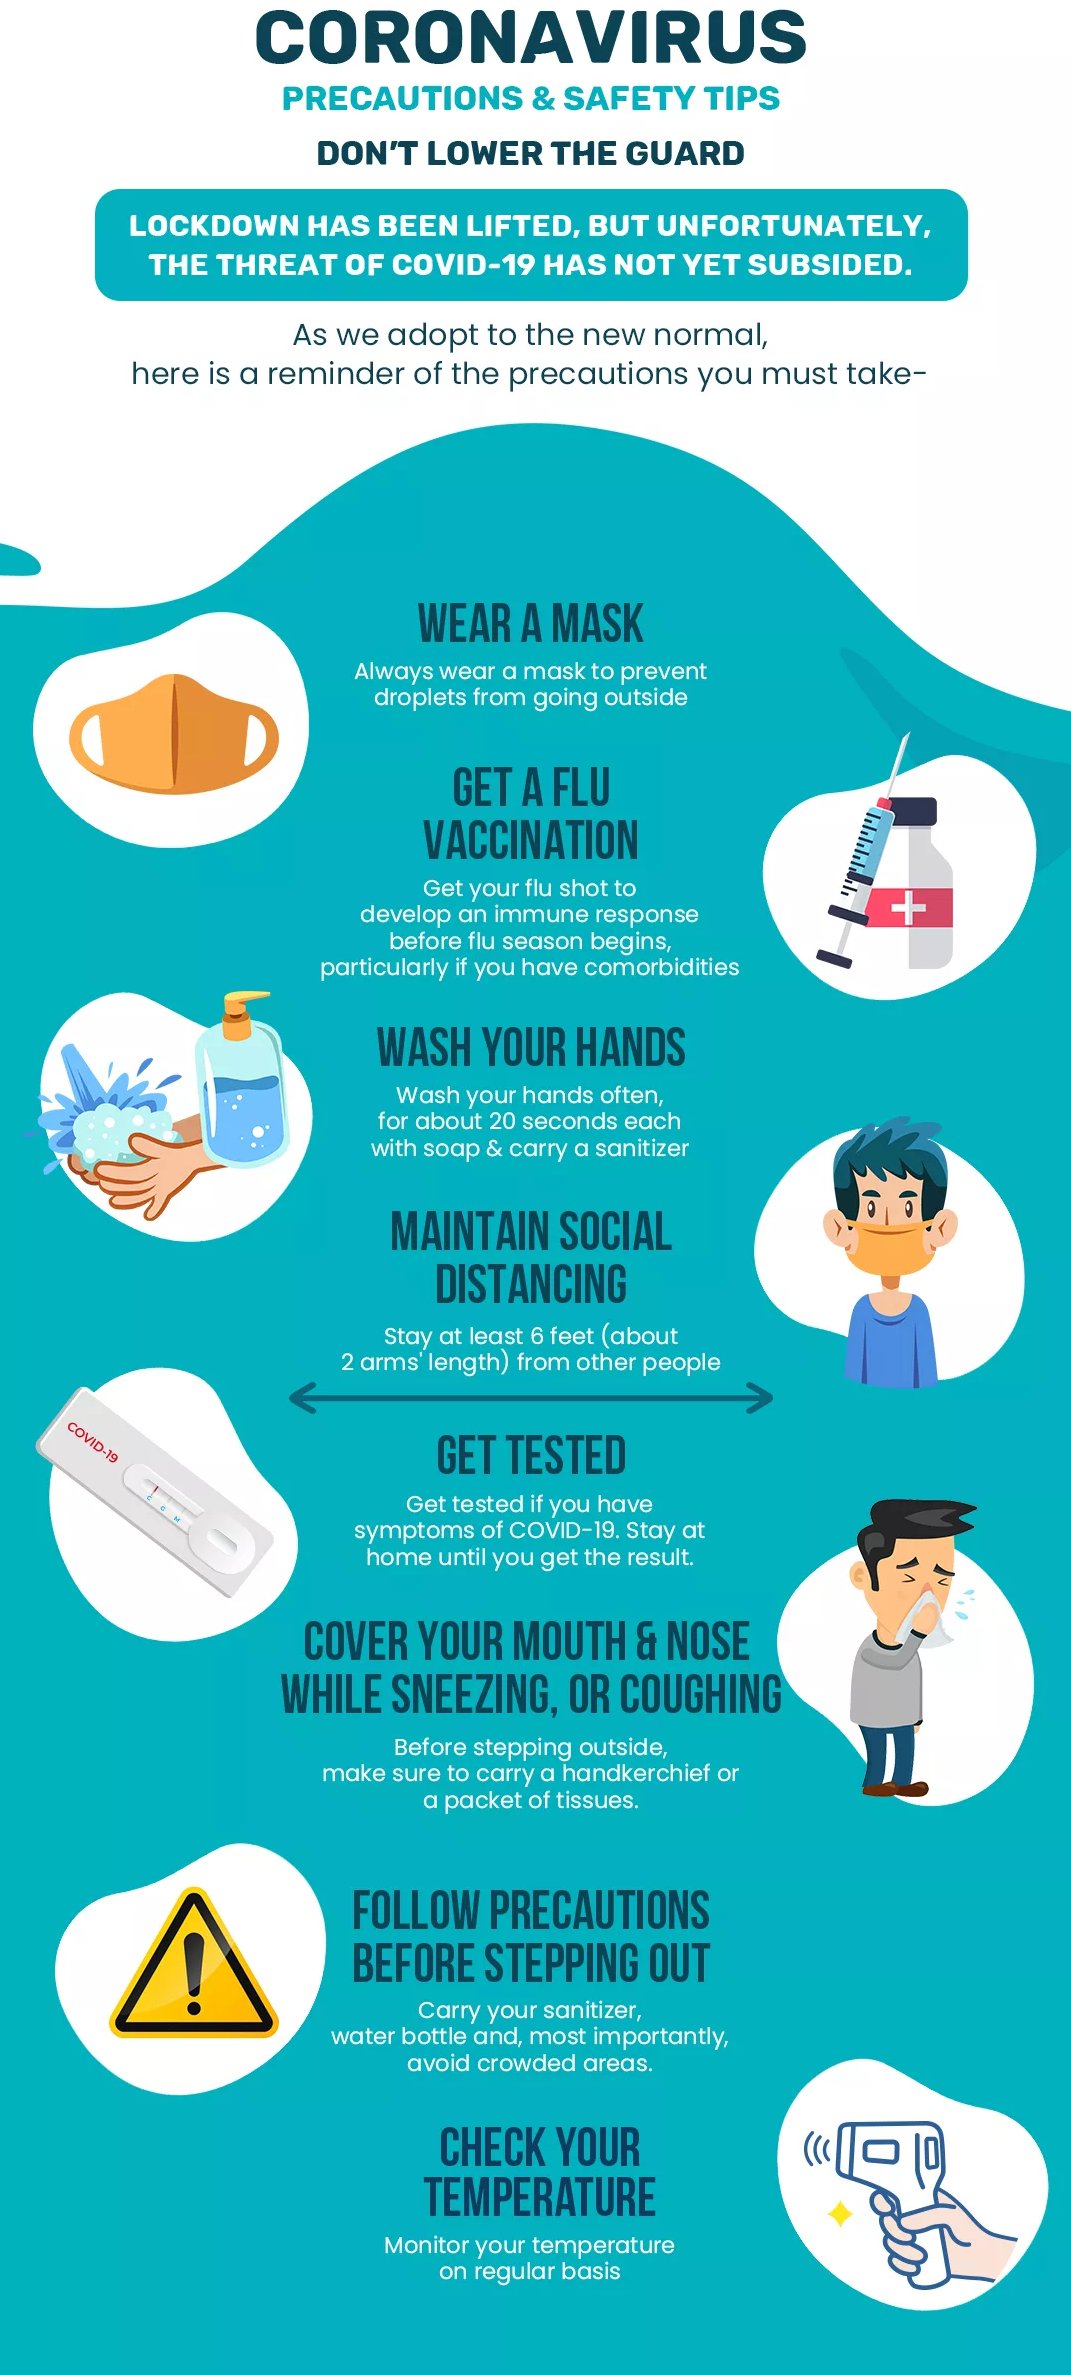 CORONAVIRUS
PRECAUTIONS & SAFETY TIPS
DON'T LOWER THE GUARD
LOCKDOWN HAS BEEN LIFTED, BUT UNFORTUNATELY,
THE THREAT OF COVID-19 HAS NOT YET SUBSIDED.
As we adopt to the new normal,
here is a reminder of the precautions you must take-
WEAR A MASK
Always wear a mask to prevent
droplets from going outside
GET A FLU
VACCINATION
Get your flu shot to
develop an immune response
before flu season begins,
particularly if you have comorbidities
WASH YOUR HANDS
Wash your hands often,
for about 20 seconds each
with soap & carry a sanitizer
MAINTAIN SOCIAL
DISTANCING
Stay at least 6 feet (about
2 arms' length) from other people
COVID-19
C G M
GET TESTED
Get tested if you have
symptoms of COVID-19. Stay at
home until you get the result.
COVER YOUR MOUTH & NOSE
WHILE SNEEZING, OR COUGHING
Before stepping outside,
make sure to carry a handkerchief or
a packet of tissues.
FOLLOW PRECAUTIONS
BEFORE STEPPING OUT
Carry your sanitizer,
water bottle and, most importantly,
avoid crowded areas.
CHECK YOUR
TEMPERATURE
Monitor your temperature
on regular basis